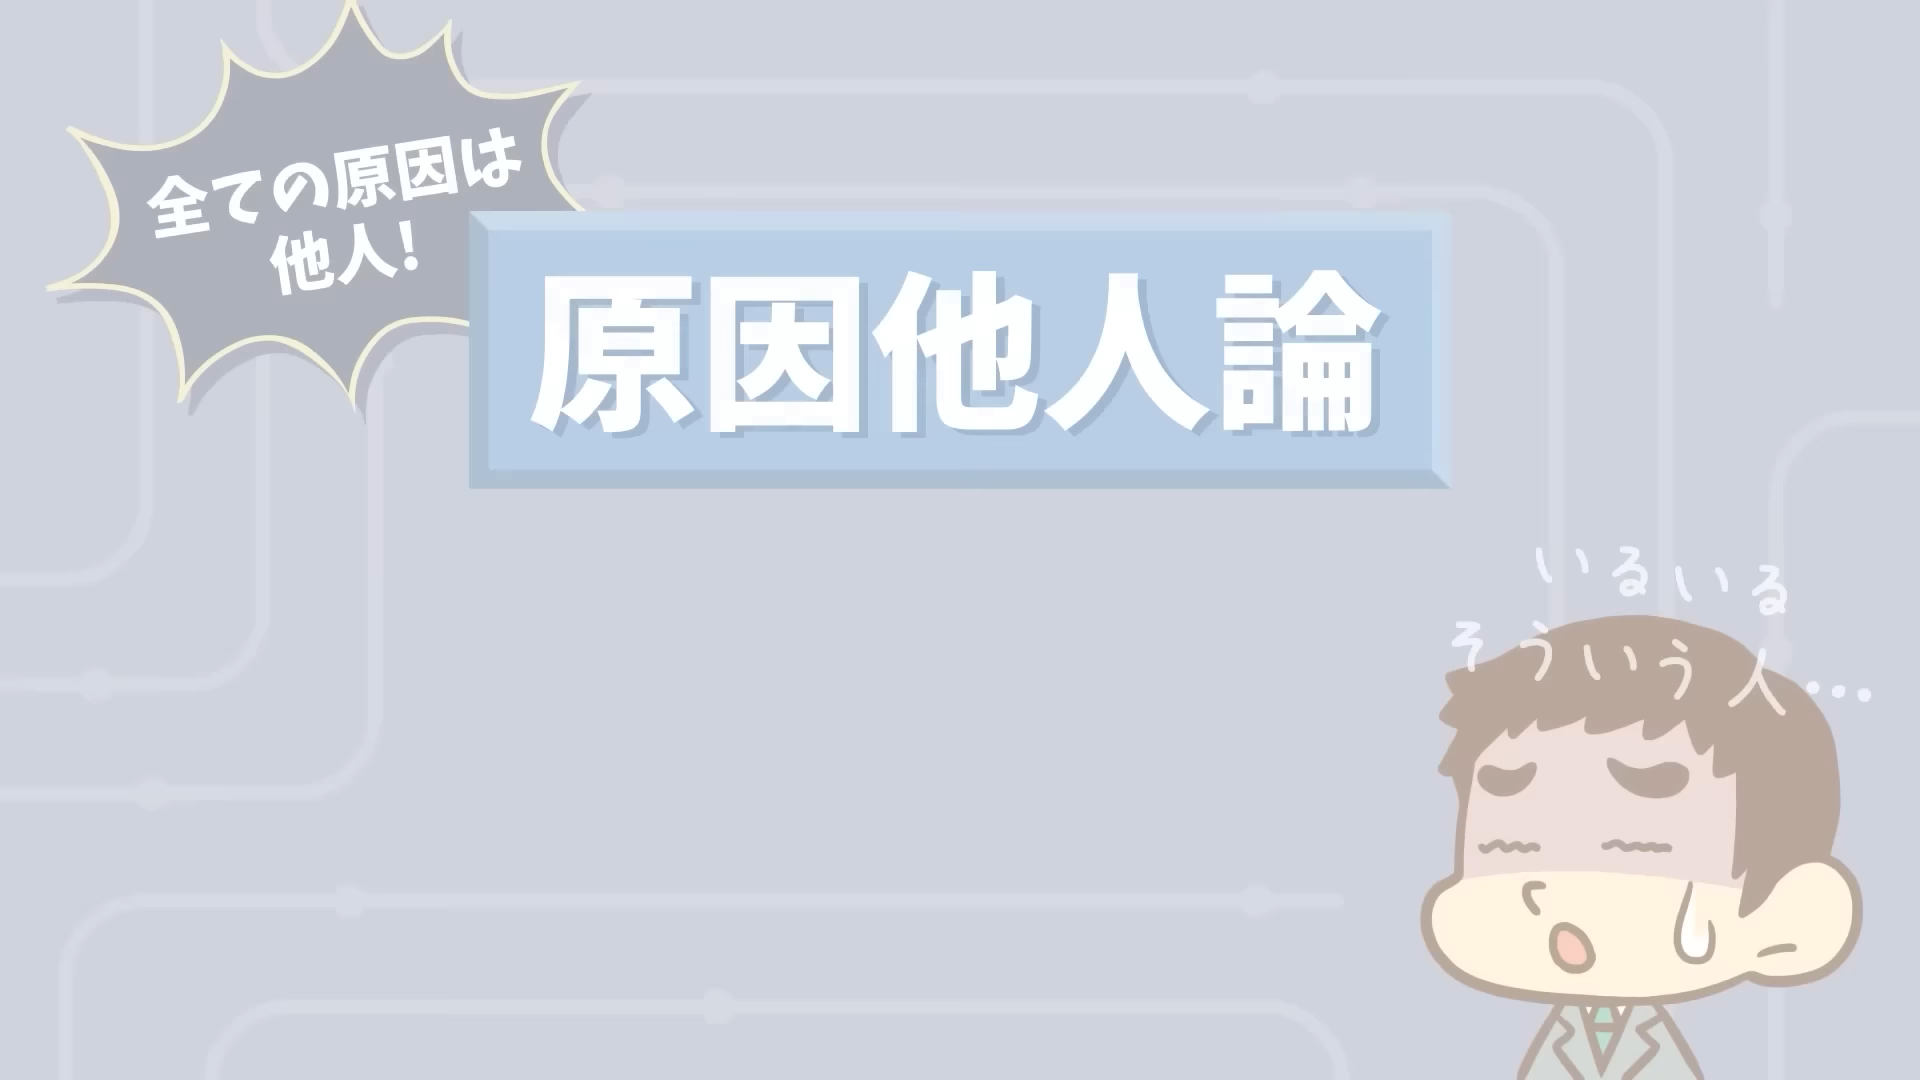 全ての原因は
他人!
原因他人論
いるいる
そういう人…